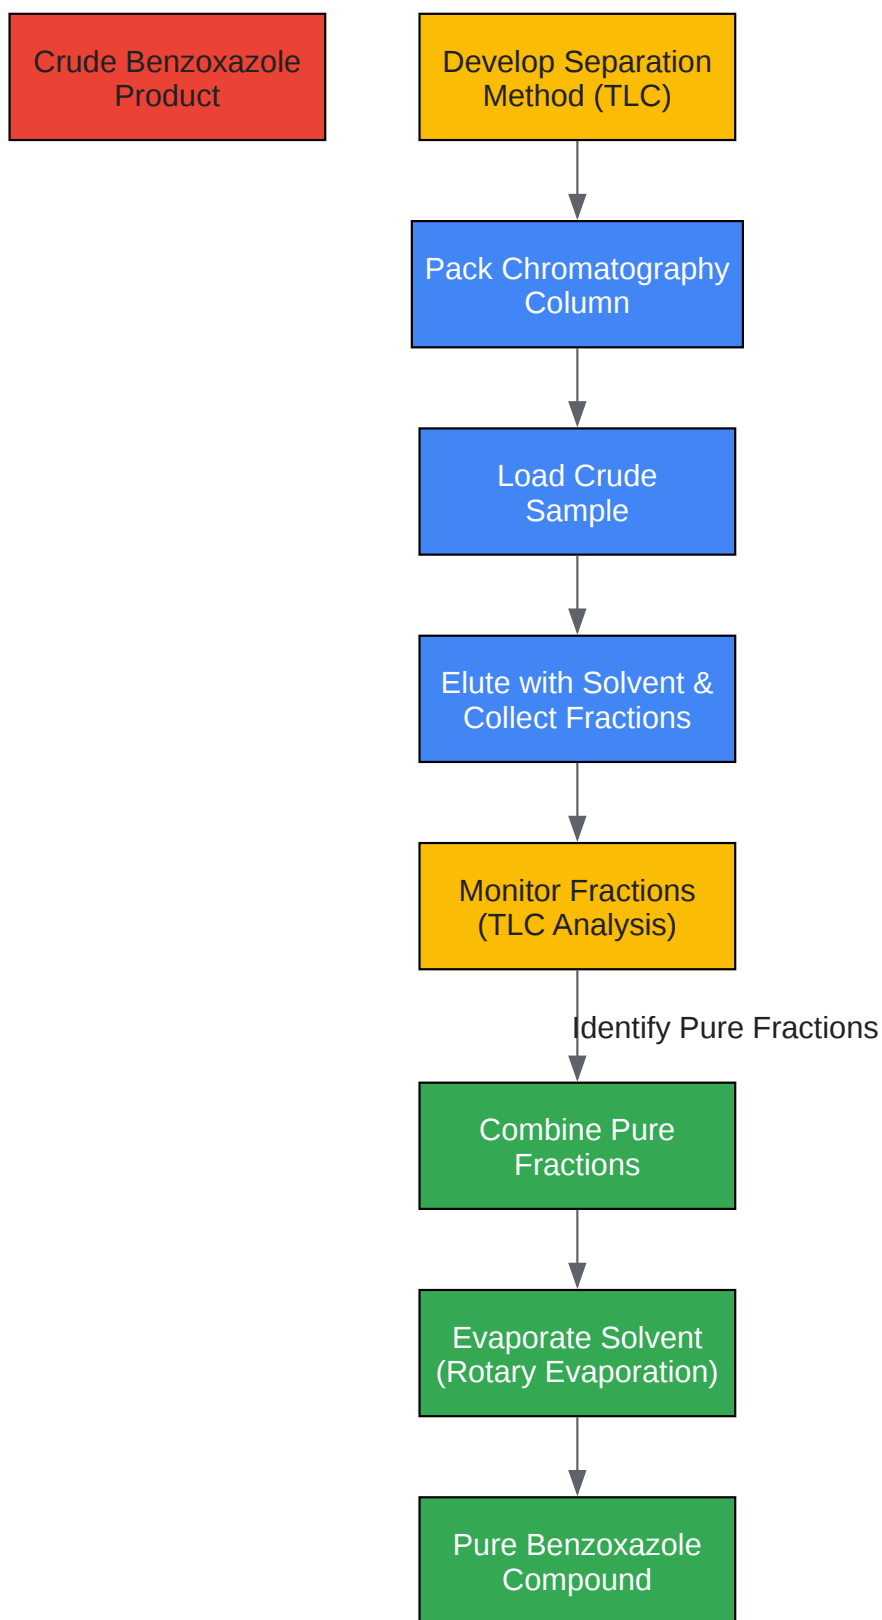 Crude Benzoxazole
Product
Develop Separation
Method (TLC)
Pack Chromatography
Column
Load Crude
Sample
Elute with Solvent &
Collect Fractions
Monitor Fractions
(TLC Analysis)
Identify Pure Fractions
Combine Pure
Fractions
Evaporate Solvent
(Rotary Evaporation)
Pure Benzoxazole
Compound